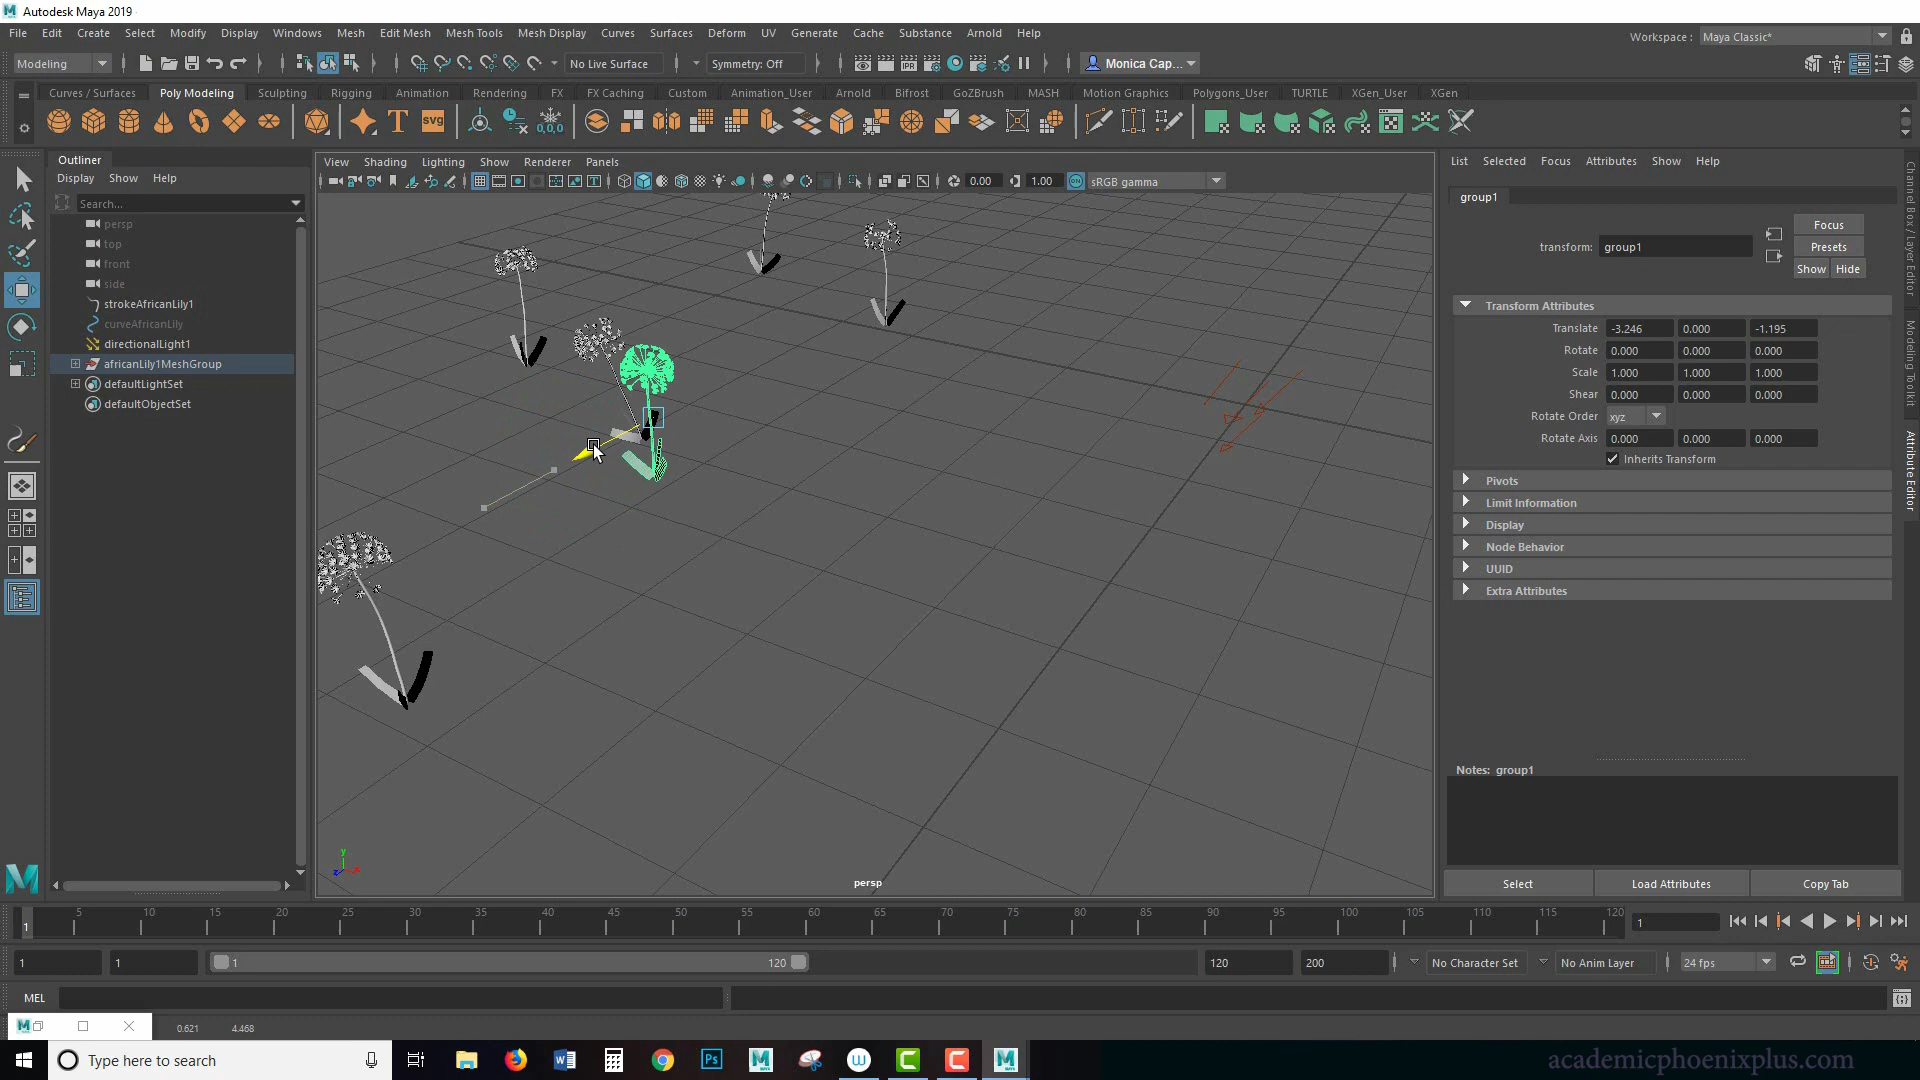 Autodesk Maya 2019
File Edit Create Select Modify Display Windows Mesh Edit Mesh Mesh Tools Mesh Display Curves Surfaces Deform UV Generate Cache Substance Arnold Help
Workspace : Maya Classic*
Modeling No Live Surface Symmetry: Off Monica Cap...
Curves / Surfaces Poly Modeling Sculpting Rigging Animation Rendering FX FX Caching Custom Animation_User Arnold Bifrost GoZBrush MASH Motion Graphics Polygons_User TURTLE XGen_User XGen
T svg 0,0,0
Outliner
Display Show Help
Search...
persp
top
front
side
strokeAfricanLily1
curveAfricanLily
directionalLight1
africanLily1MeshGroup
defaultLightSet
defaultObjectSet
View Shading Lighting Show Renderer Panels
0.00 1.00 sRGB gamma
persp
y
List Selected Focus Attributes Show Help
group1
transform: group1
Focus
Presets
Show Hide
Transform Attributes
Translate -3.246 0.000 -1.195
Rotate 0.000 0.000 0.000
Scale 1.000 1.000 1.000
Shear 0.000 0.000 0.000
Rotate Order xyz
Rotate Axis 0.000 0.000 0.000
Inherits Transform
Pivots
Limit Information
Display
Node Behavior
UUID
Extra Attributes
Notes: group1
Select Load Attributes Copy Tab
Channel Box / Layer Editor
Modeling Toolkit
Attribute Editor
5 10 15 20 25 30 35 40 45 50 55 60 65 70 75 80 85 90 95 100 105 110 115 120
1 1
1 1 1 120 120 200 No Character Set No Anim Layer 24 fps
MEL
0.621 4.468
Type here to search
academicphoenixplus.com